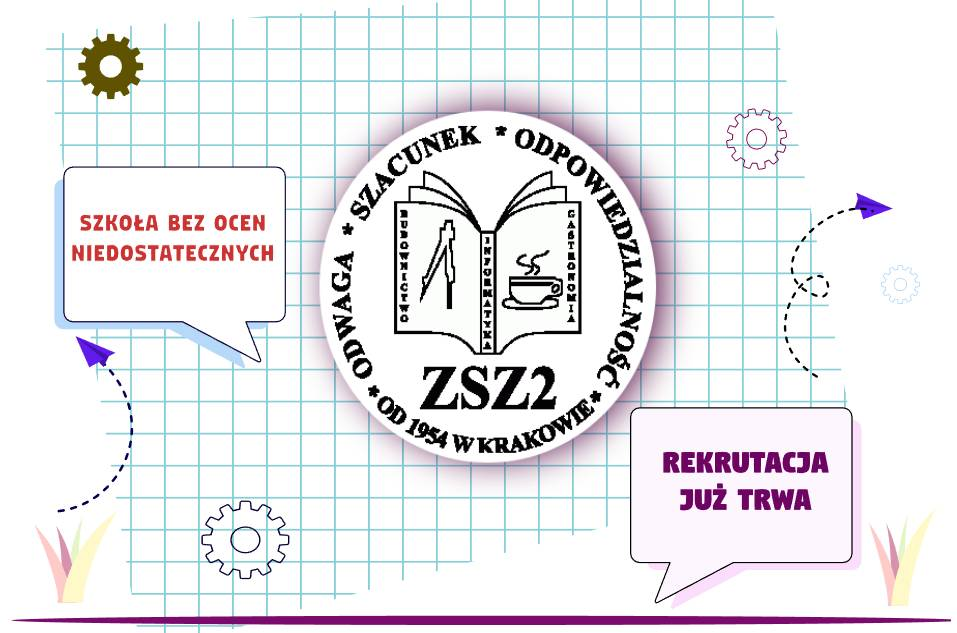 SZKOŁA BEZ OCEN
NIEDOSTATECZNYCH
* ODWAGA * SZACUNEK * ODPOWIEDZIALNOŚĆ *
BUDOWNICTWO
INFORMATYKA
GASTRONOMIA
ZSZ2
OD 1954 W KRAKOWIE
REKRUTACJA
JUŻ TRWA